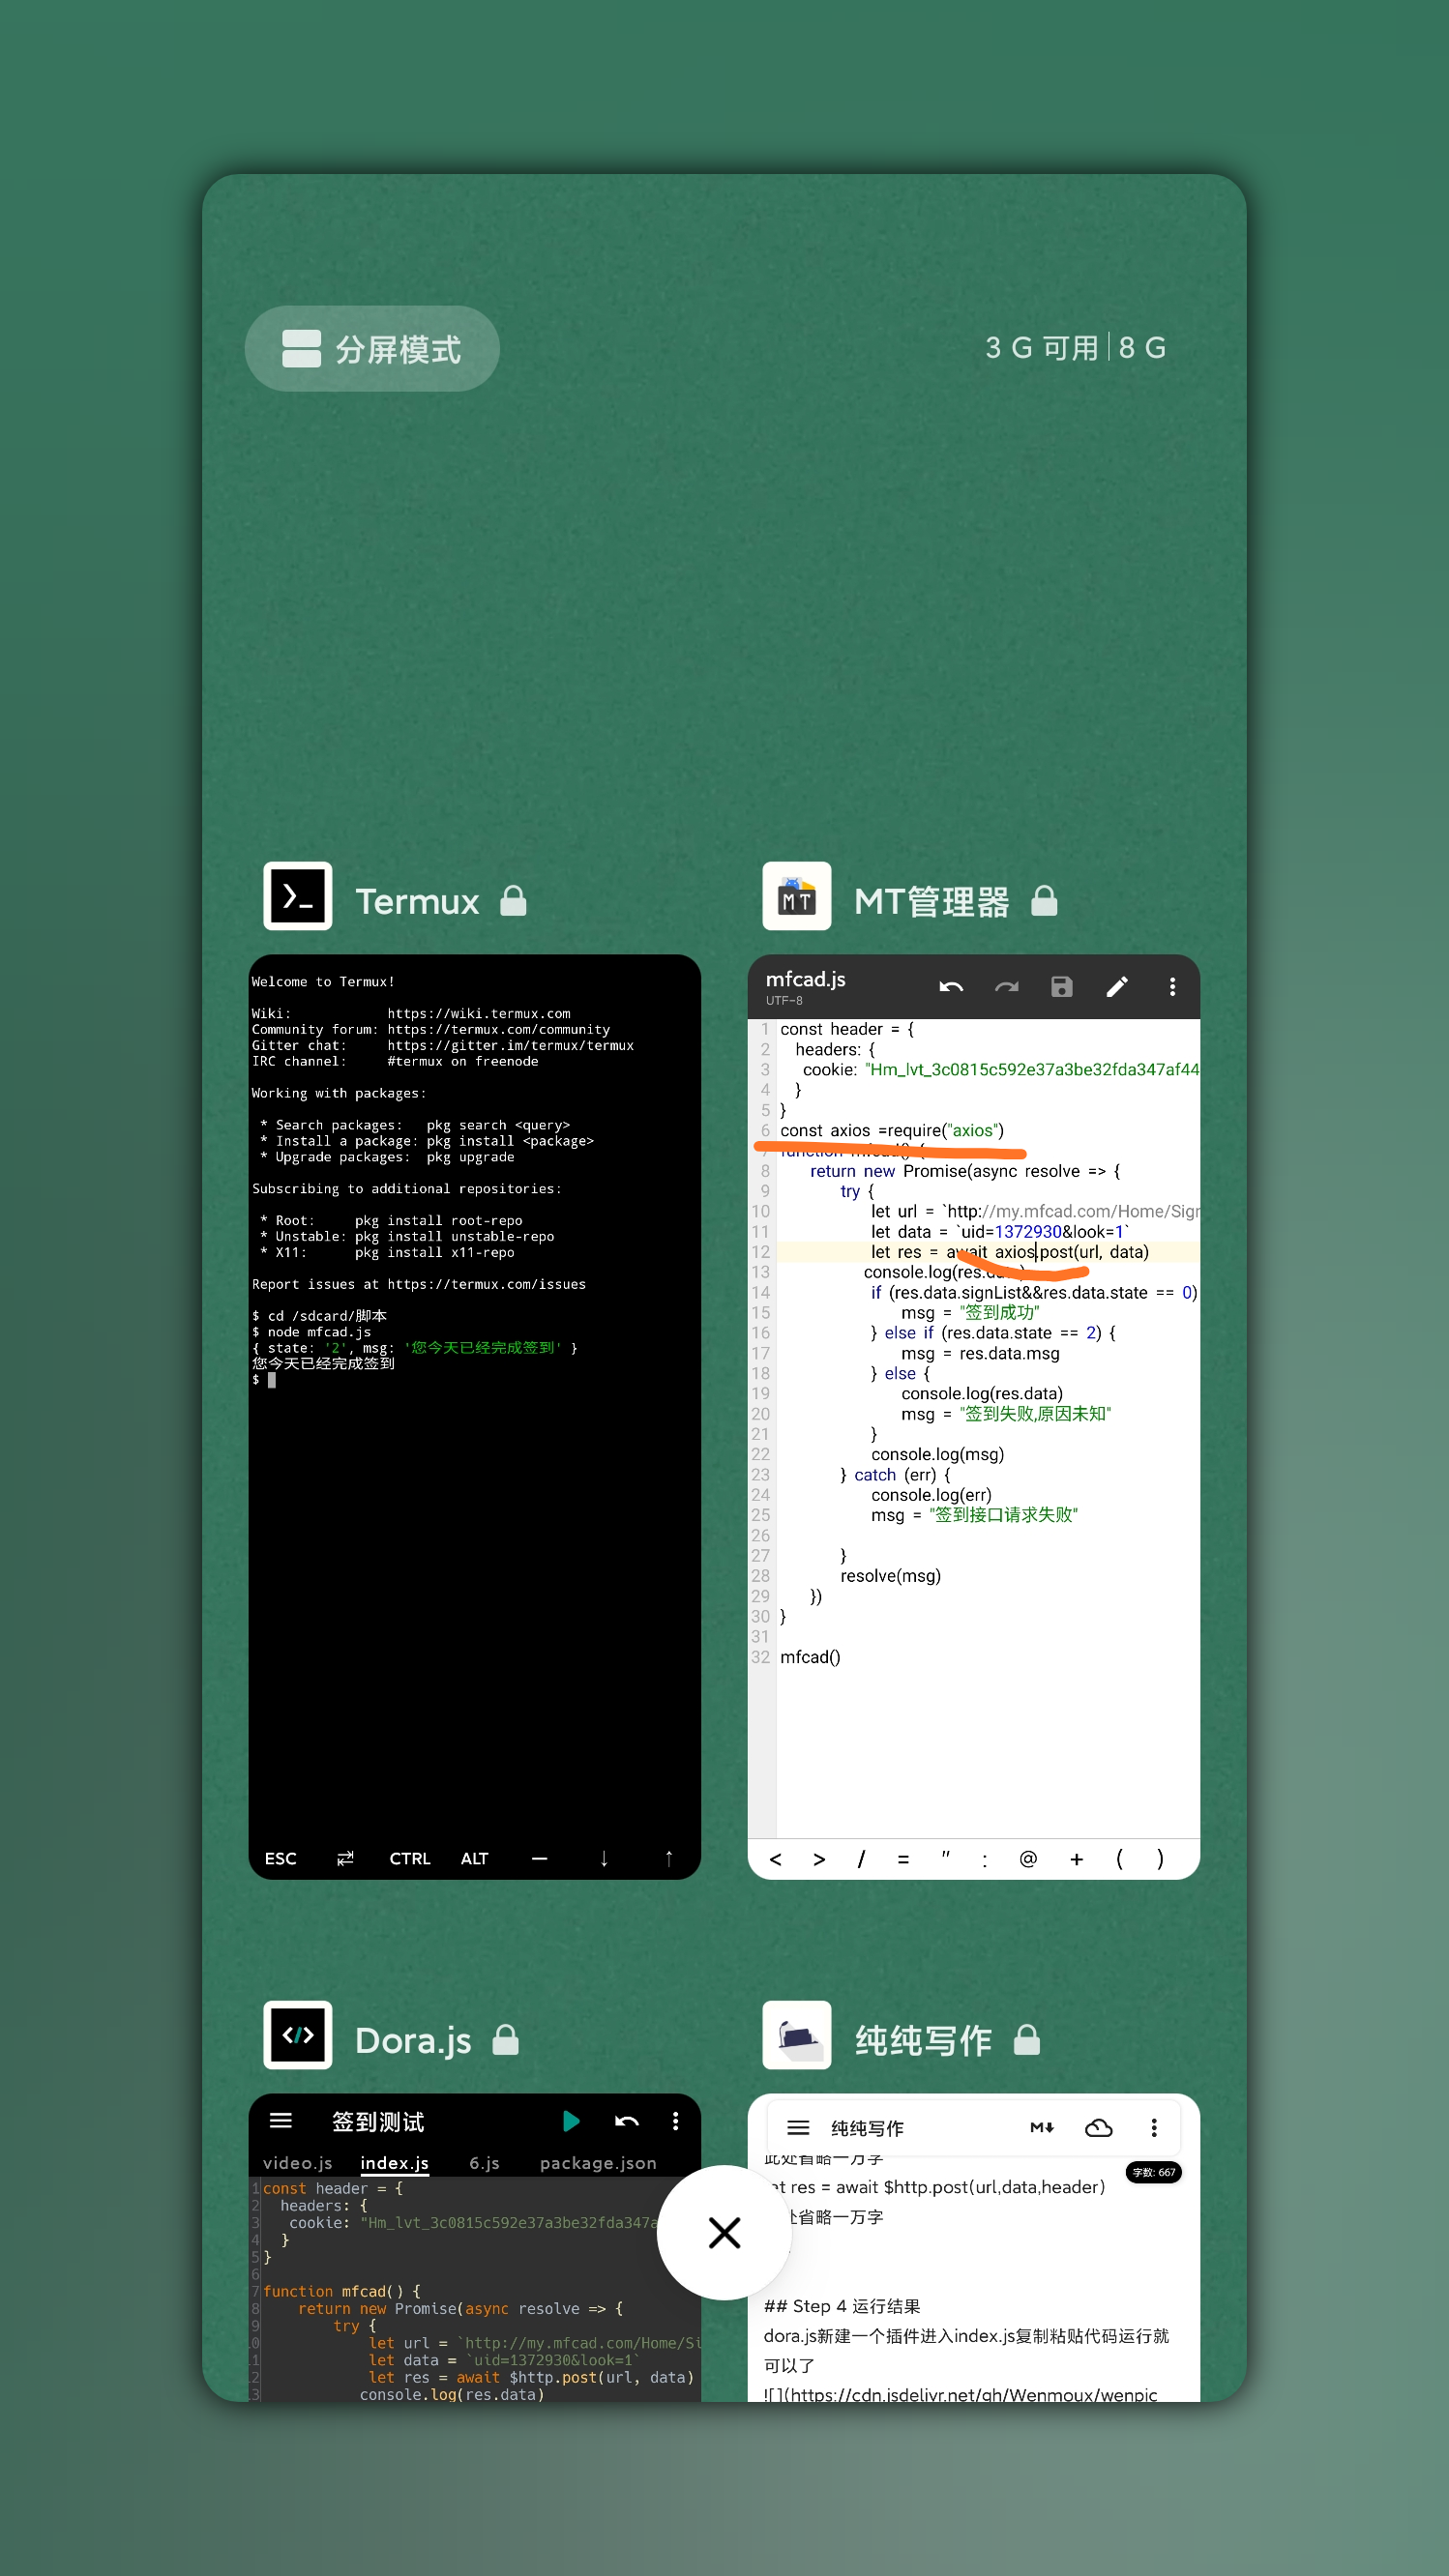 分屏模式
3 G 可用 | 8 G
Termux
Welcome to Termux!
Wiki: https://wiki.termux.com
Community forum: https://termux.com/community
Gitter chat: https://gitter.im/termux/termux
IRC channel: #termux on freenode
Working with packages:
* Search packages: pkg search <query>
* Install a package: pkg install <package>
* Upgrade packages: pkg upgrade
Subscribing to additional repositories:
* Root: pkg install root-repo
* Unstable: pkg install unstable-repo
* X11: pkg install x11-repo
Report issues at https://termux.com/issues
$ cd /sdcard/脚本
$ node mfcad.js
{ state: '2', msg: '您今天已经完成签到' }
您今天已经完成签到
$
ESC ⇄ CTRL ALT — ↓ ↑
MT管理器
MT
mfcad.js
UTF-8
1 const header = {
2 headers: {
3 cookie: "Hm_lvt_3c0815c592e37a3be32fda347af44
4 }
5 }
6 const axios =require("axios")
7 function mfcad() {
8 return new Promise(async resolve => {
9 try {
10 let url = `http://my.mfcad.com/Home/Sigr
11 let data = `uid=1372930&look=1`
12 let res = await axios.post(url, data)
13 console.log(res.data)
14 if (res.data.signList&&res.data.state == 0)
15 msg = "签到成功"
16 } else if (res.data.state == 2) {
17 msg = res.data.msg
18 } else {
19 console.log(res.data)
20 msg = "签到失败,原因未知"
21 }
22 console.log(msg)
23 } catch (err) {
24 console.log(err)
25 msg = "签到接口请求失败"
26
27 }
28 resolve(msg)
29 })
30 }
31
32 mfcad()
< > / = " : @ + ( )
Dora.js
签到测试
video.js index.js 6.js package.json
1 const header = {
2 headers: {
3 cookie: "Hm_lvt_3c0815c592e37a3be32fda347a
4 }
5 }
6
7 function mfcad() {
8 return new Promise(async resolve => {
9 try {
10 let url = `http://my.mfcad.com/Home/Si
11 let data = `uid=1372930&look=1`
12 let res = await $http.post(url, data)
13 console.log(res.data)
纯纯写作
纯纯写作
M↓
字数: 667
此处省略一万字
let res = await $http.post(url,data,header)
处省略一万字
## Step 4 运行结果
dora.js新建一个插件进入index.js复制粘贴代码运行就
可以了
![](https://cdn.jsdelivr.net/gh/Wenmoux/wenpic